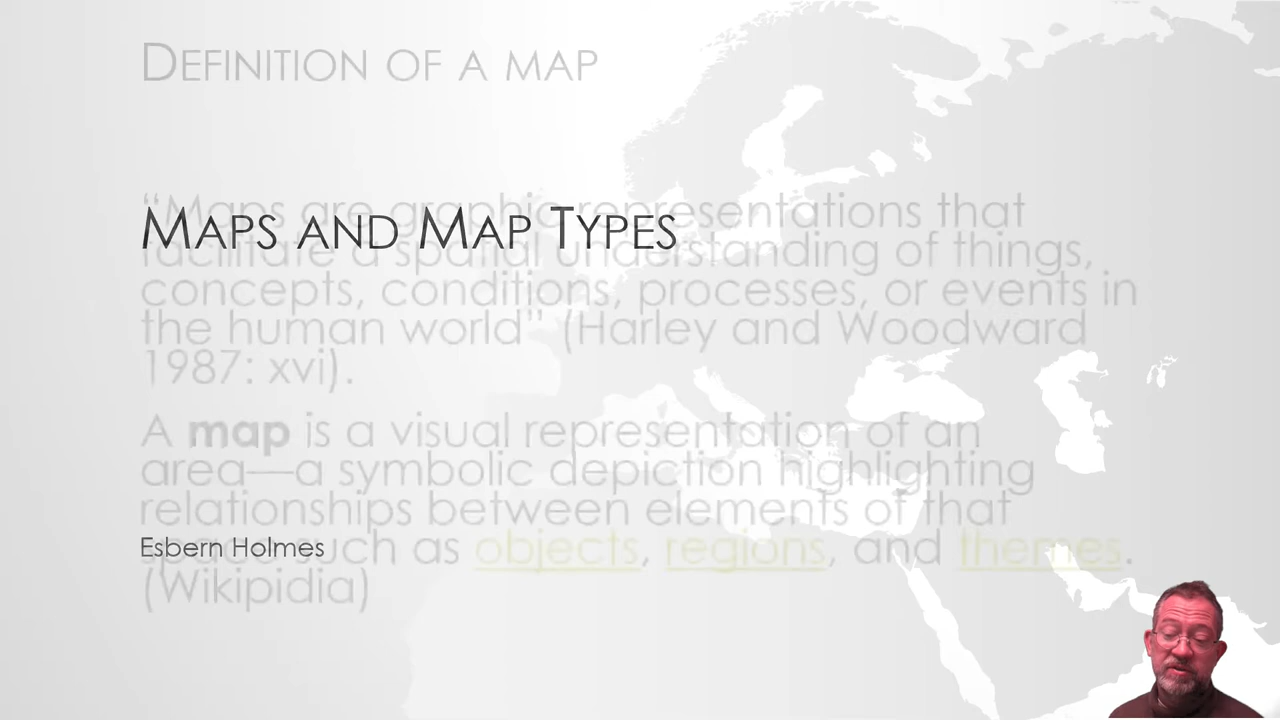 DEFINITION OF A MAP
"Maps are graphic representations that
MAPS AND MAP TYPES
facilitate a spatial understanding of things,
concepts, conditions, processes, or events in
the human world" (Harley and Woodward
1987: xvi).
A map is a visual representation of an
area—a symbolic depiction highlighting
relationships between elements of that
Esbern Holmes
such as objects, regions, and themes.
(Wikipidia)